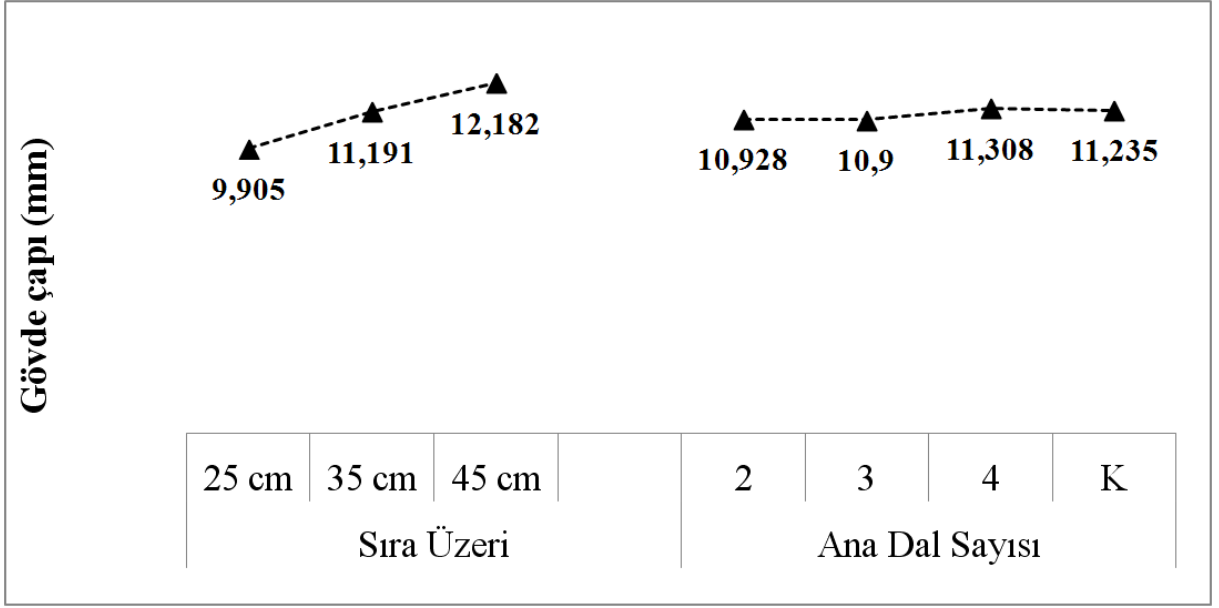 Gövde çapı (mm)
9,905
11,191
12,182
10,928
10,9
11,308
11,235
25 cm
35 cm
45 cm
2
3
4
K
Sıra Üzeri
Ana Dal Sayısı